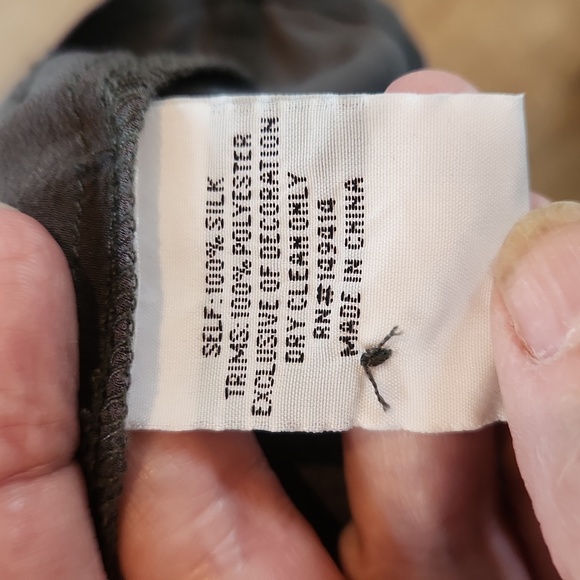 SELF:100% SILK
TRIMS:100% POLYESTER
EXCLUSIVE OF DECORATION
DRY CLEAN ONLY
RN#149414
MADE IN CHINA